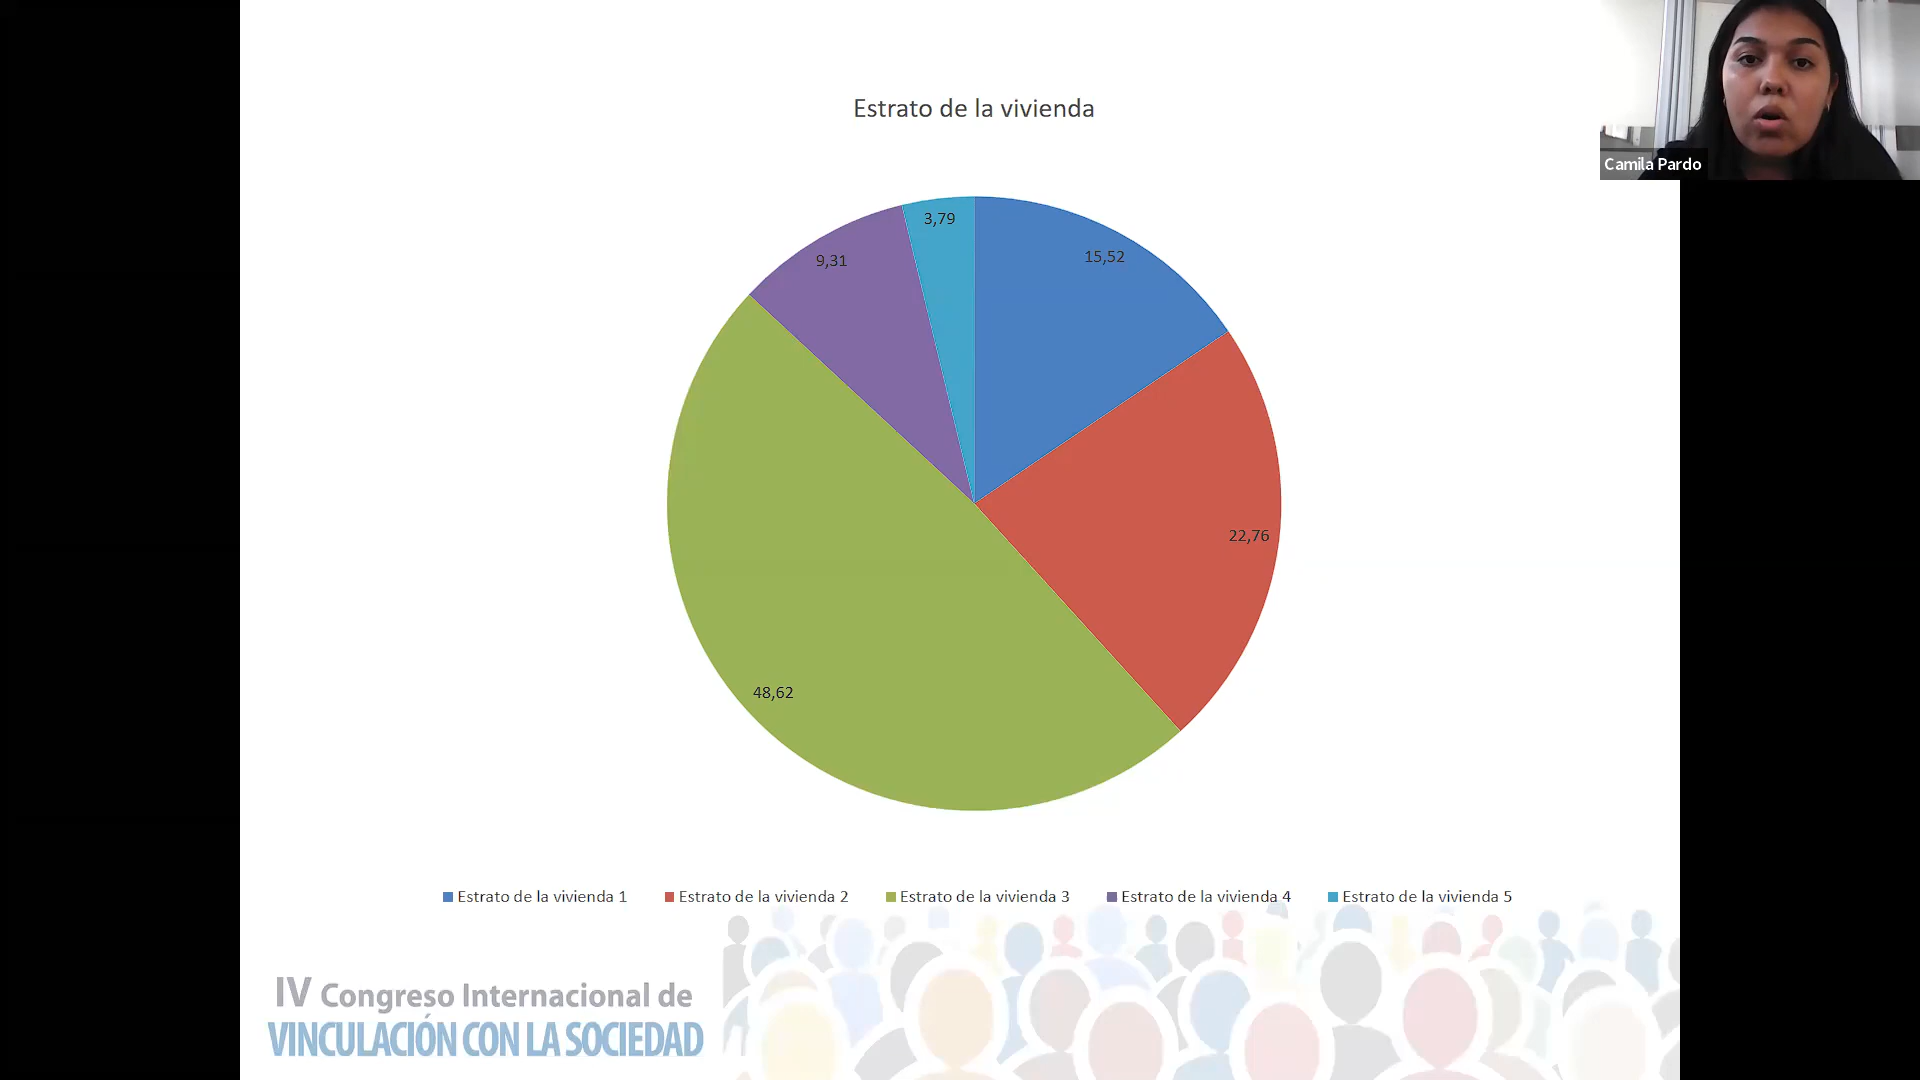 Estrato de la vivienda
Camila Pardo
3,79
15,52
9,31
22,76
48,62
Estrato de la vivienda 1
Estrato de la vivienda 2
Estrato de la vivienda 3
Estrato de la vivienda 4
Estrato de la vivienda 5
IV Congreso Internacional de
VINCULACIÓN CON LA SOCIEDAD